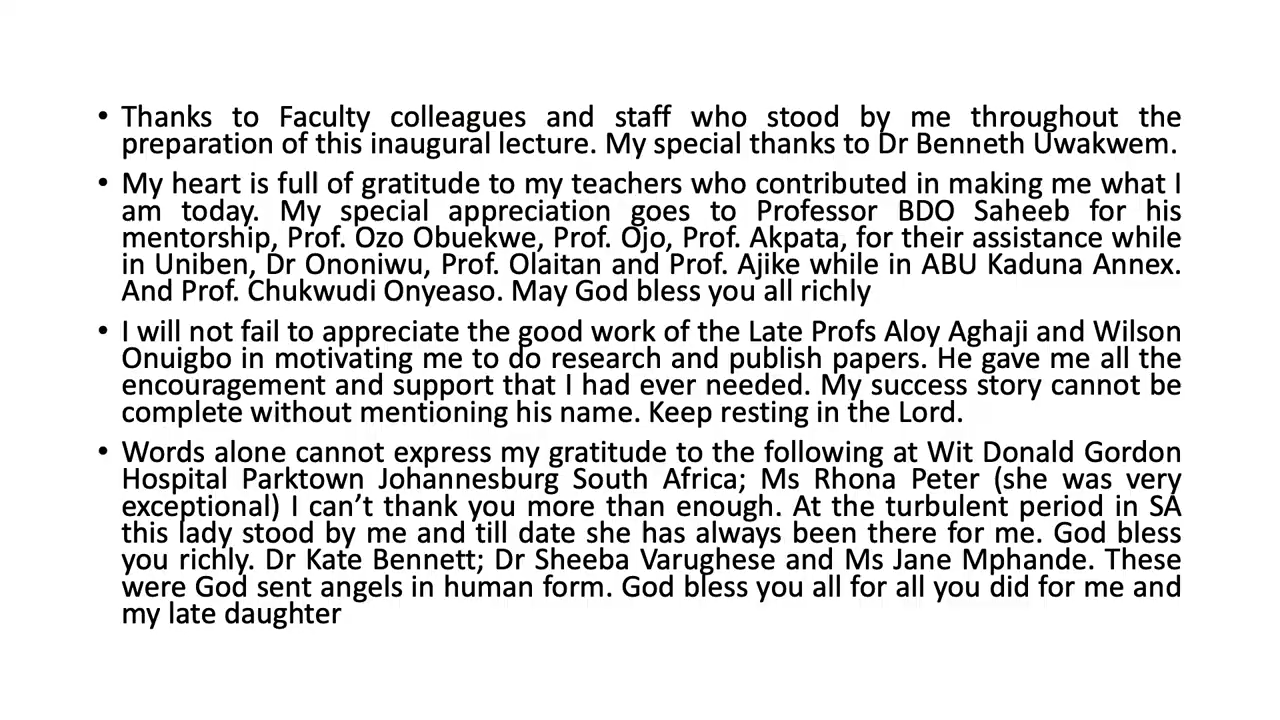 • Thanks to Faculty colleagues and staff who stood by me throughout the
preparation of this inaugural lecture. My special thanks to Dr Benneth Uwakwem.
• My heart is full of gratitude to my teachers who contributed in making me what I
am today. My special appreciation goes to Professor BDO Saheeb for his
mentorship, Prof. Ozo Obuekwe, Prof. Ojo, Prof. Akpata, for their assistance while
in Uniben, Dr Ononiwu, Prof. Olaitan and Prof. Ajike while in ABU Kaduna Annex.
And Prof. Chukwudi Onyeaso. May God bless you all richly
• I will not fail to appreciate the good work of the Late Profs Aloy Aghaji and Wilson
Onuigbo in motivating me to do research and publish papers. He gave me all the
encouragement and support that I had ever needed. My success story cannot be
complete without mentioning his name. Keep resting in the Lord.
• Words alone cannot express my gratitude to the following at Wit Donald Gordon
Hospital Parktown Johannesburg South Africa; Ms Rhona Peter (she was very
exceptional) I can’t thank you more than enough. At the turbulent period in SA
this lady stood by me and till date she has always been there for me. God bless
you richly. Dr Kate Bennett; Dr Sheeba Varughese and Ms Jane Mphande. These
were God sent angels in human form. God bless you all for all you did for me and
my late daughter